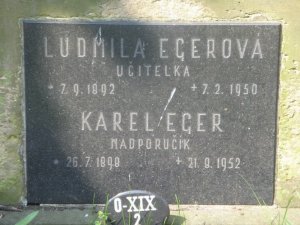 LUDMILA EGEROVÁ
UČITELKA
* 7.9.1892 + 7.2.1950
KAREL EGER
NADPORUČÍK
* 26.7.1898 + 21.9.1952
O-XIX
2